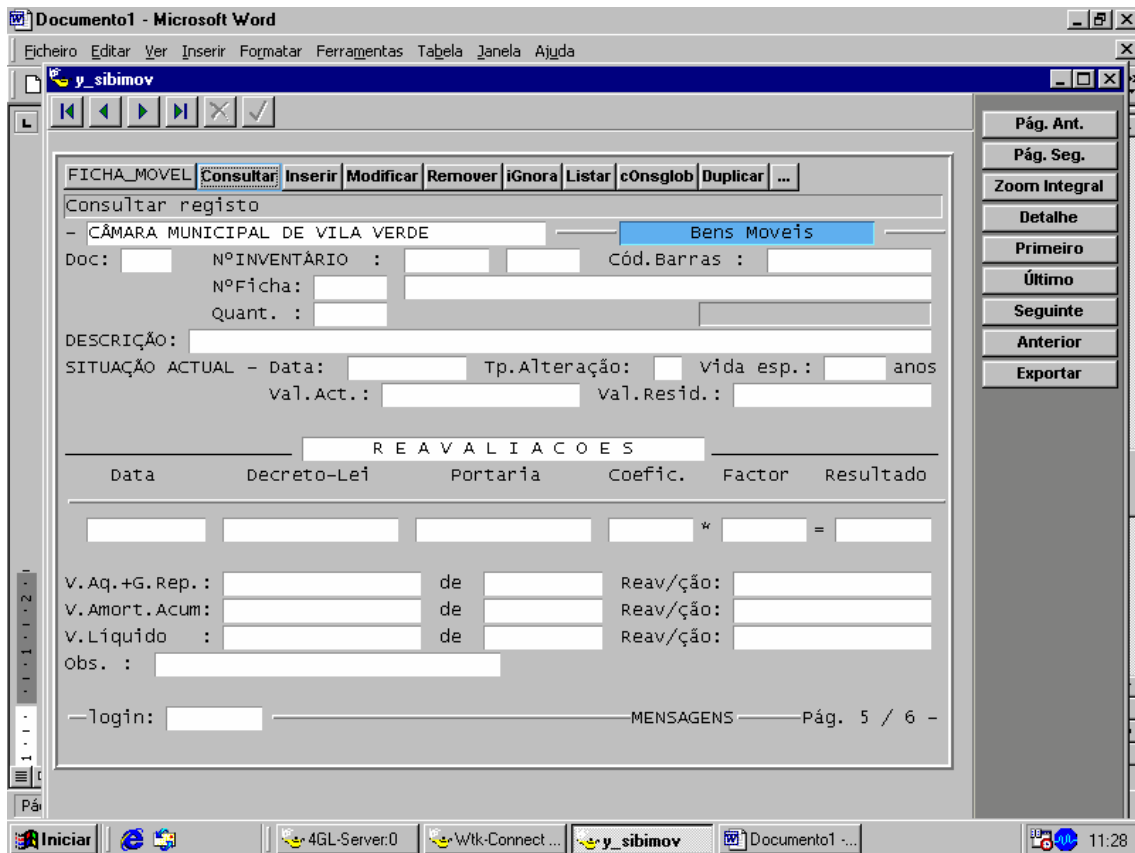 Documento1 - Microsoft Word
Ficheiro Editar Ver Inserir Formatar Ferramentas Tabela Janela Ajuda
y_sibimov
FICHA_MOVEL Consultar Inserir Modificar Remover iGnora Listar cOnsglob Duplicar ...
Consultar registo
- CÂMARA MUNICIPAL DE VILA VERDE Bens Moveis
Doc: NºINVENTÁRIO : Cód.Barras :
NºFicha:
Quant. :
DESCRIÇÃO:
SITUAÇÃO ACTUAL - Data: Tp.Alteração: Vida esp.: anos
Val.Act.: Val.Resid.:
R E A V A L I A C O E S
Data Decreto-Lei Portaria Coefic. Factor Resultado
* =
V.Aq.+G.Rep.: de Reav/ção:
V.Amort.Acum: de Reav/ção:
V.Líquido : de Reav/ção:
Obs. :
login: MENSAGENS Pág. 5 / 6 -
Pág. Ant.
Pág. Seg.
Zoom Integral
Detalhe
Primeiro
Último
Seguinte
Anterior
Exportar
Iniciar 4GL-Server:0 Wtk-Connect ... y_sibimov Documento1 -... 11:28